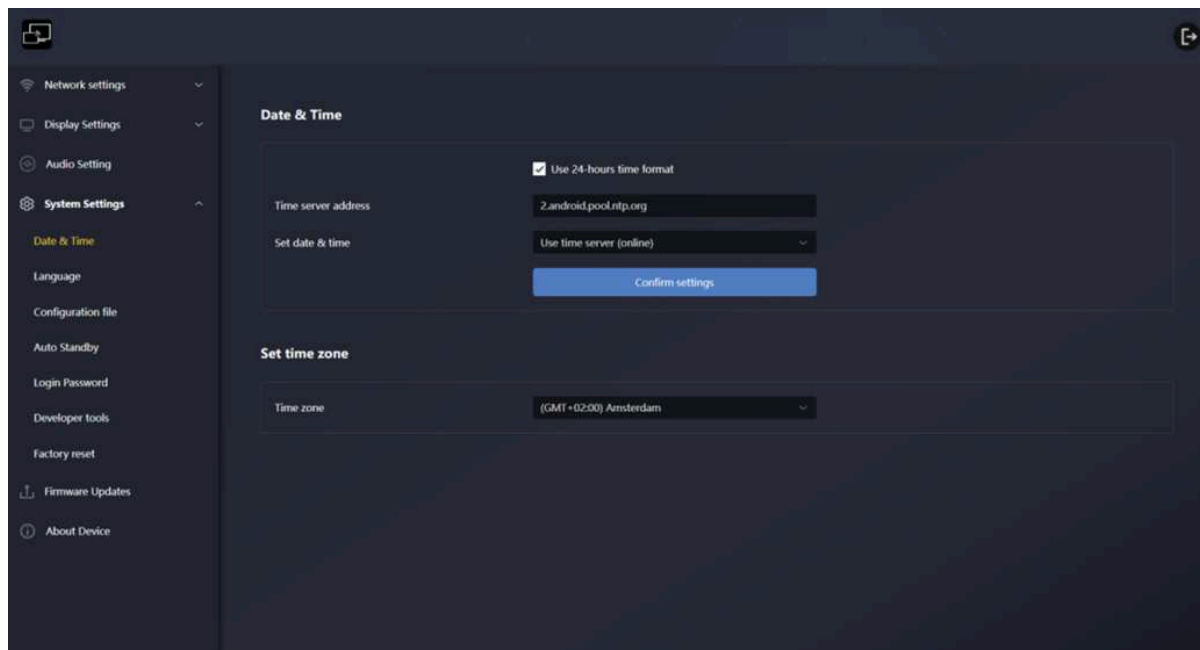 Network settings
Display Settings
Audio Setting
System Settings
Date & Time
Language
Configuration file
Auto Standby
Login Password
Developer tools
Factory reset
Firmware Updates
About Device
Date & Time
Use 24-hours time format
Time server address 2.android.pool.ntp.org
Set date & time Use time server (online)
Confirm settings
Set time zone
Time zone (GMT+02:00) Amsterdam